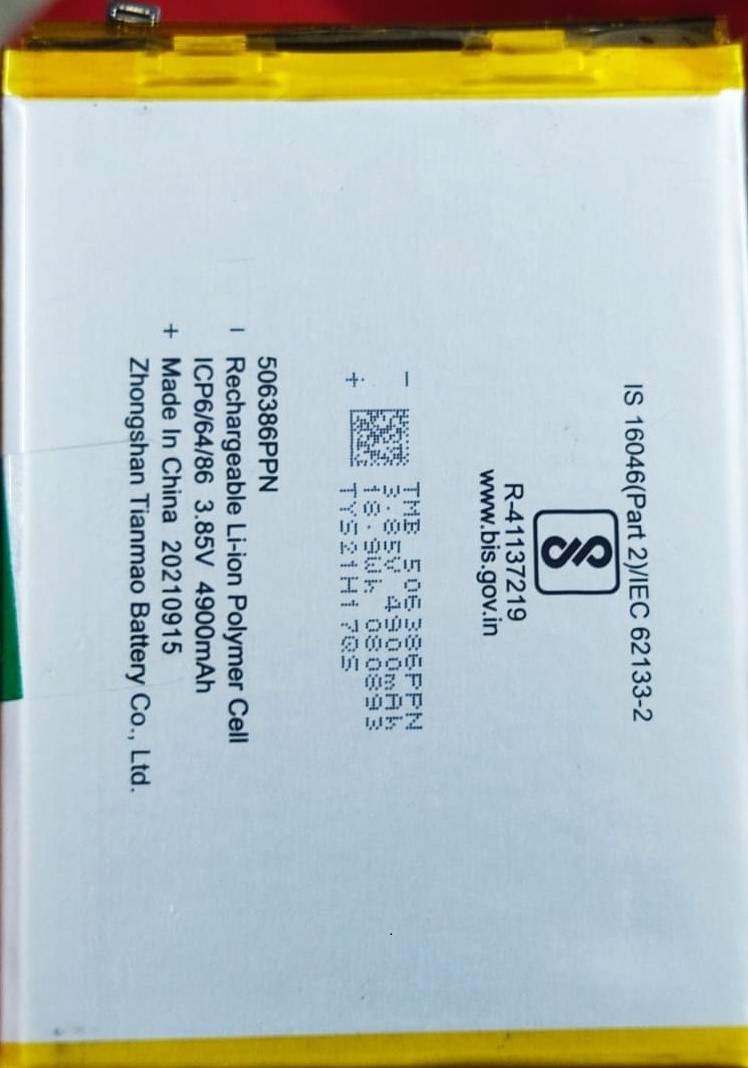 IS 16046(Part 2)/IEC 62133-2
R-41137219
www.bis.gov.in
TMB 506386PPN
3.85V 4900mAh
18.9Wh 080893
TYS21H17QS
506386PPN
− Rechargeable Li-ion Polymer Cell
ICP6/64/86 3.85V 4900mAh
+ Made In China 20210915
Zhongshan Tianmao Battery Co., Ltd.